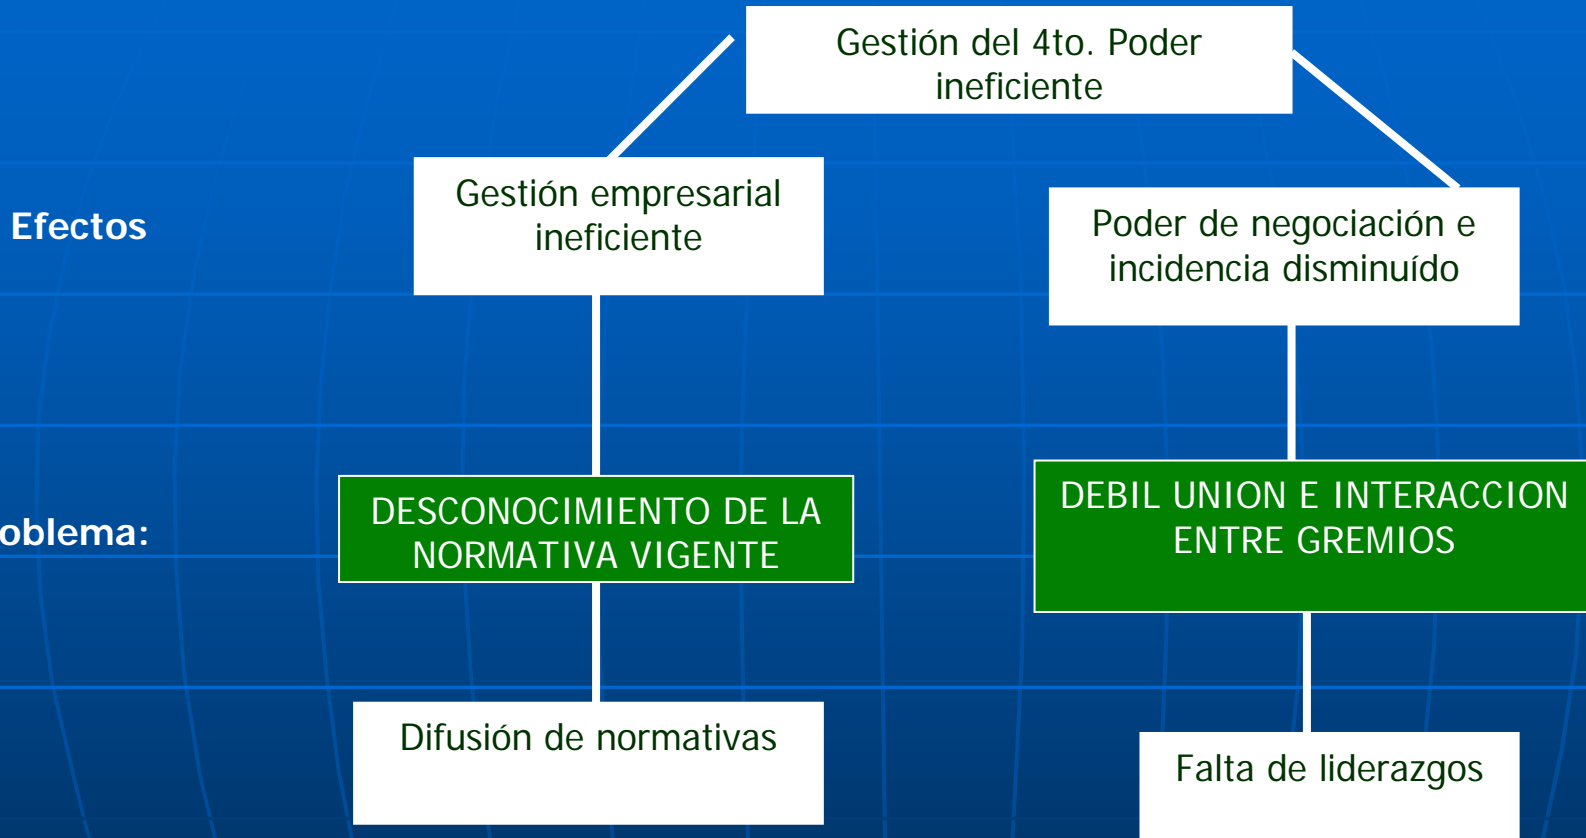 Gestión del 4to. Poder
ineficiente
Efectos
Gestión empresarial
ineficiente
Poder de negociación e
incidencia disminuído
oblema:
DESCONOCIMIENTO DE LA
NORMATIVA VIGENTE
DEBIL UNION E INTERACCION
ENTRE GREMIOS
Difusión de normativas
Falta de liderazgos